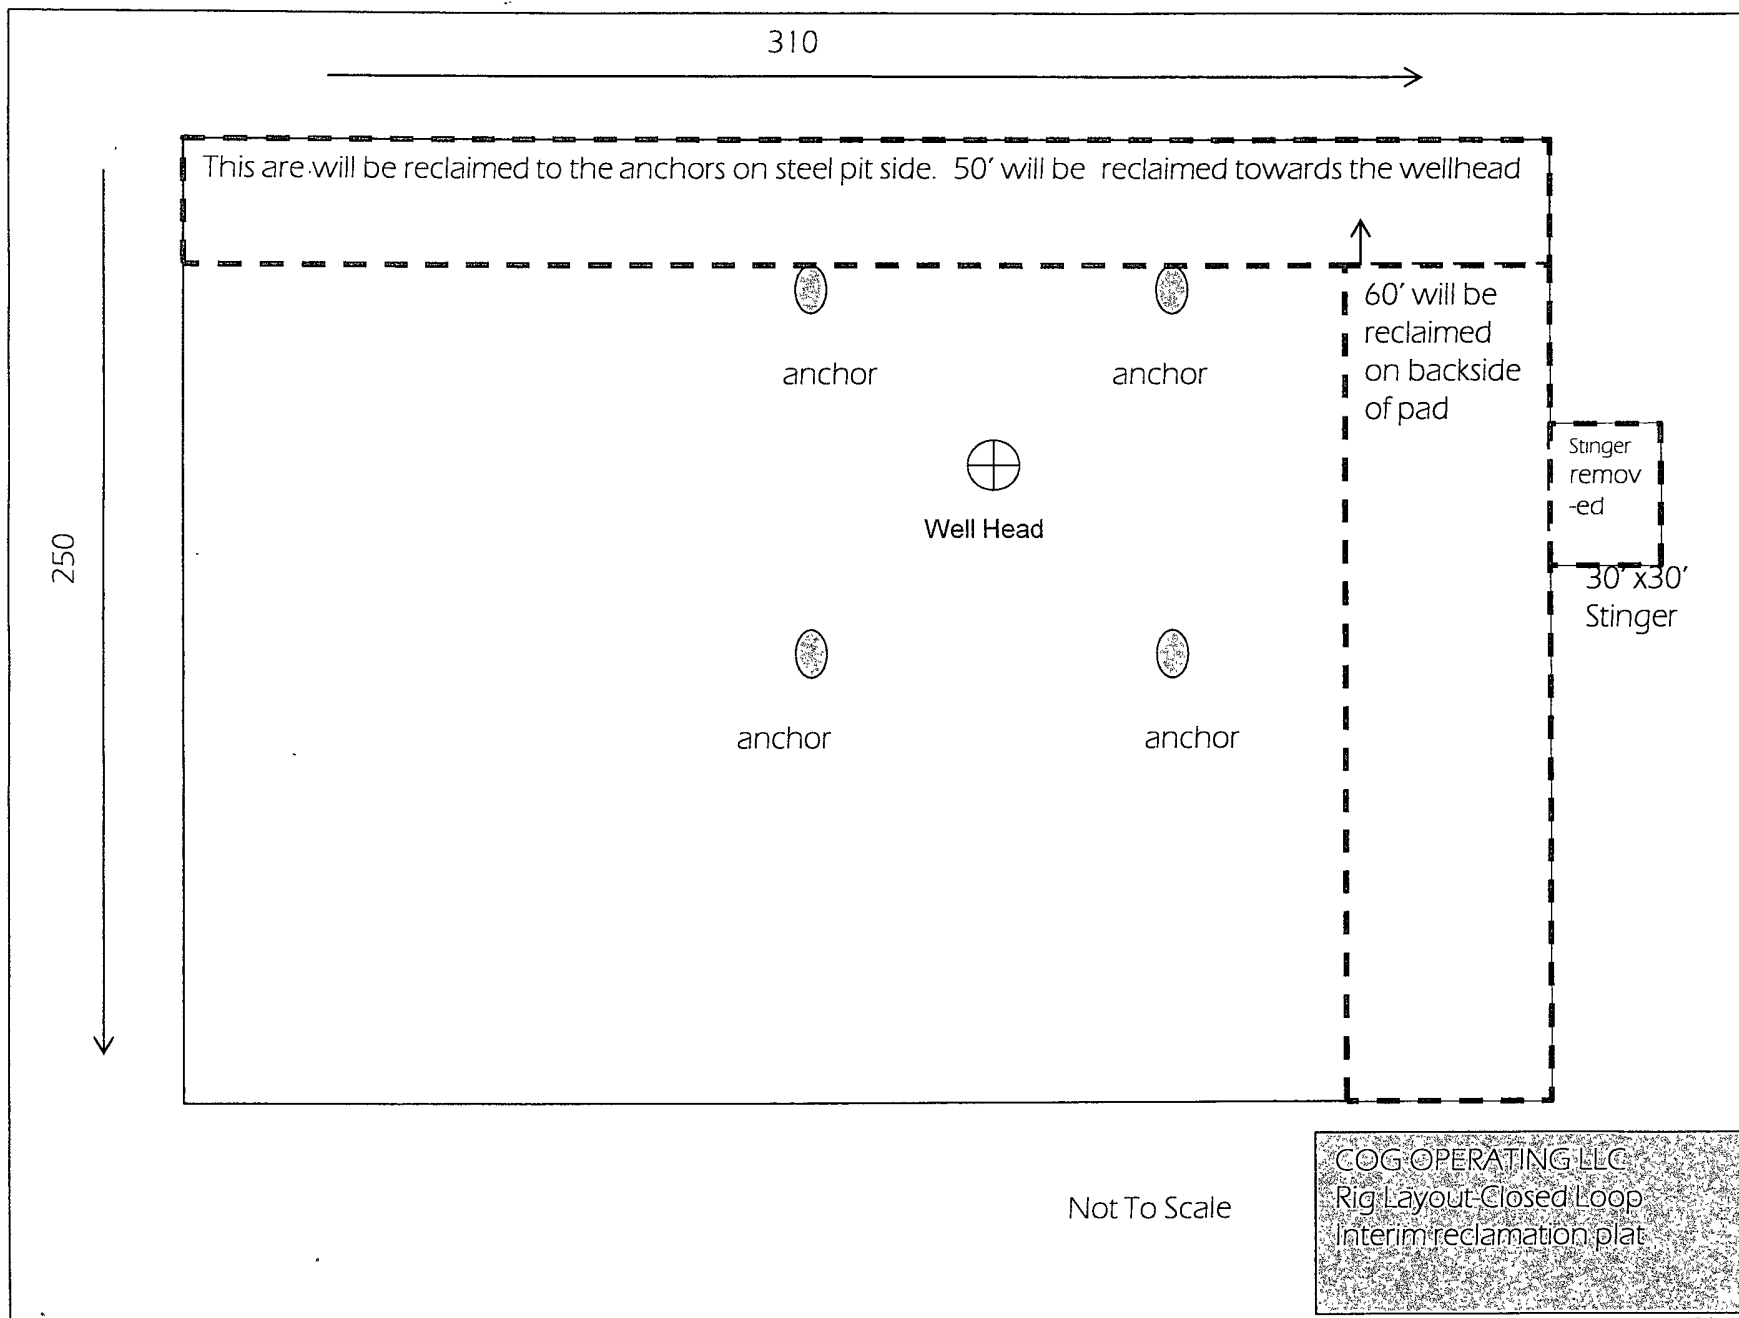 310
This are will be reclaimed to the anchors on steel pit side. 50' will be reclaimed towards the wellhead
60' will be
reclaimed
on backside
of pad
anchor
anchor
Stinger
remov
-ed
Well Head
250
30' x30'
Stinger
anchor
anchor
Not To Scale
COG OPERATING LLC
Rig Layout-Closed Loop
Interim reclamation plat